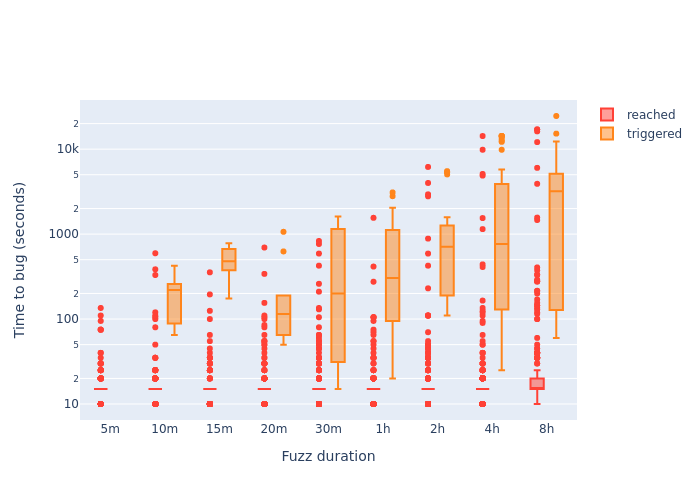 reached
triggered
2
10k
5
2
1000
5
2
100
5
2
10
5m 10m 15m 20m 30m 1h 2h 4h 8h
Fuzz duration
Time to bug (seconds)